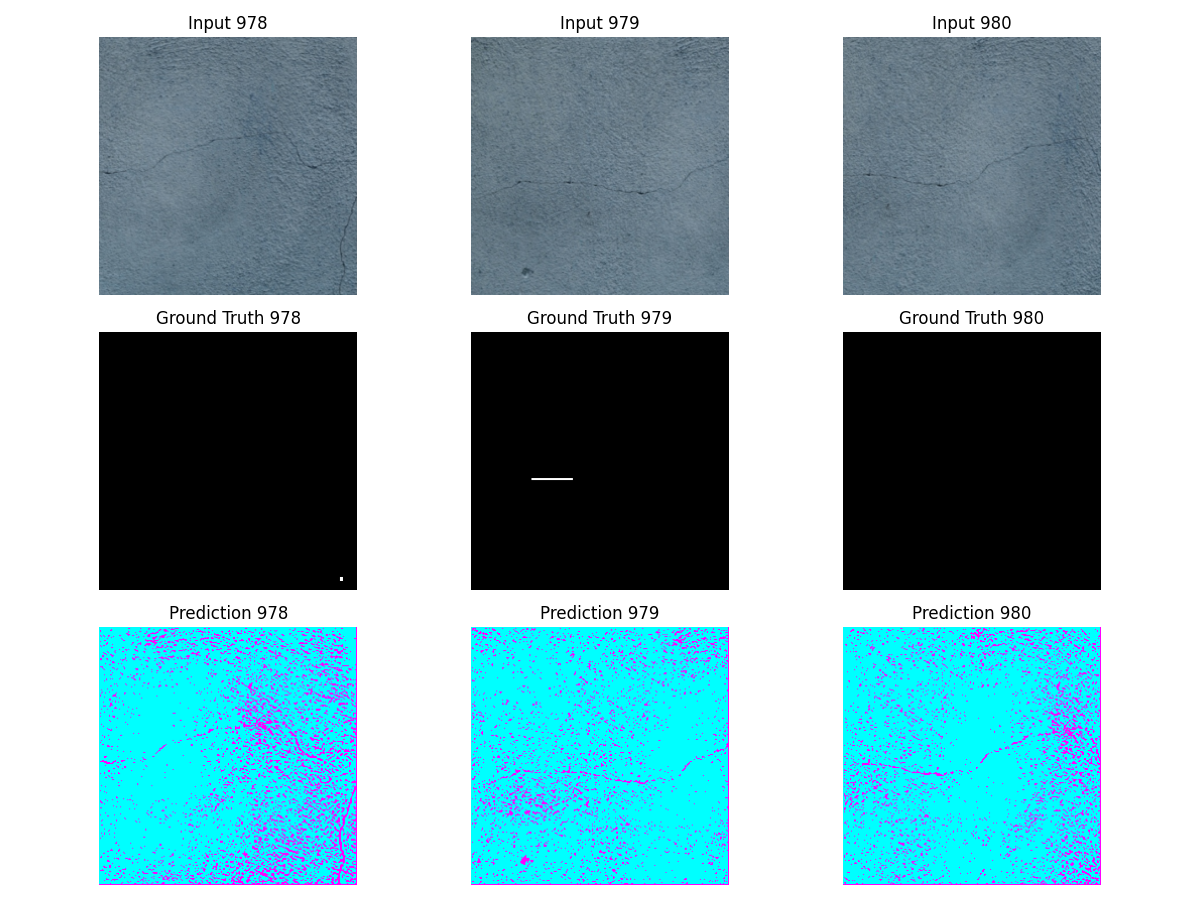 Input 978
Input 979
Input 980
Ground Truth 978
Ground Truth 979
Ground Truth 980
Prediction 978
Prediction 979
Prediction 980